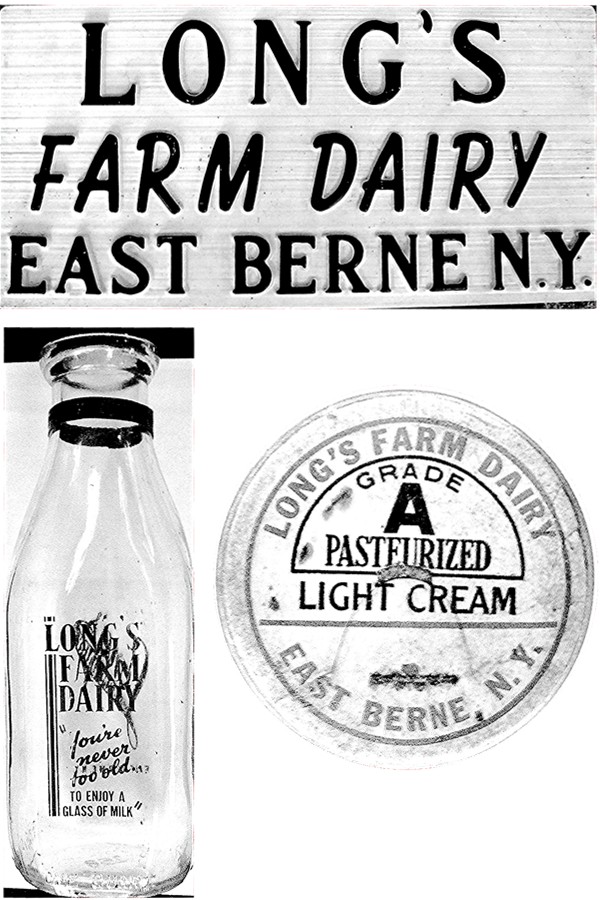 LONG'S
FARM DAIRY
EAST BERNE N.Y.
LONG'S
FARM
DAIRY
"you're
never
too old
TO ENJOY A
GLASS OF MILK"
LONG'S FARM DAIRY
GRADE
A
PASTEURIZED
LIGHT CREAM
EAST BERNE, N.Y.